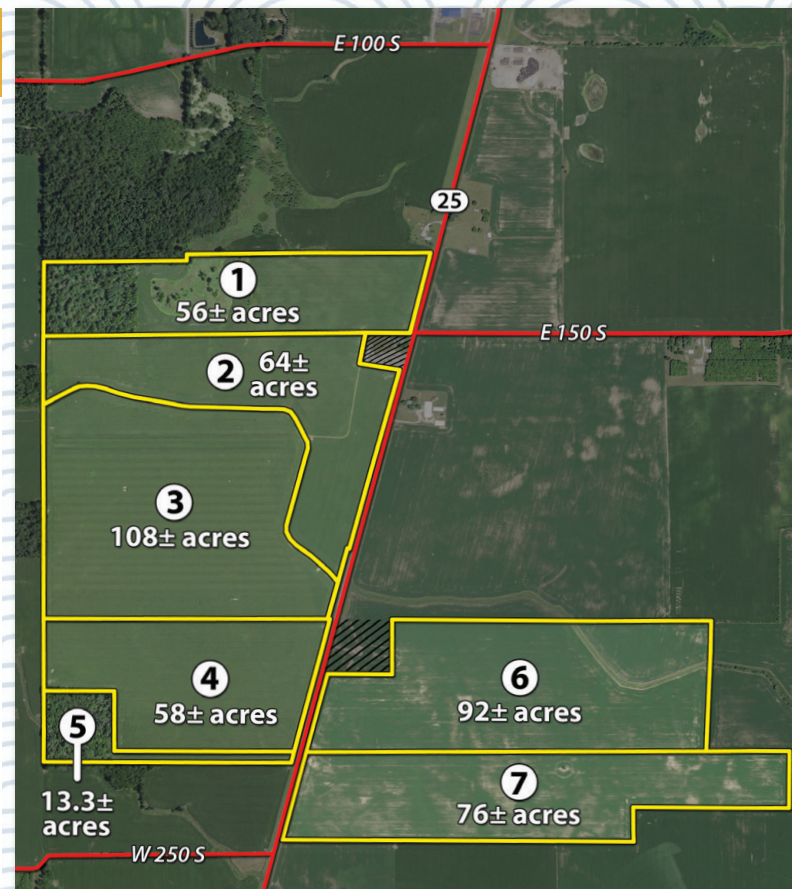 E 100 S
25
1
56± acres
E 150 S
2
64±
acres
3
108± acres
4
58± acres
5
13.3±
acres
6
92± acres
7
76± acres
W 250 S